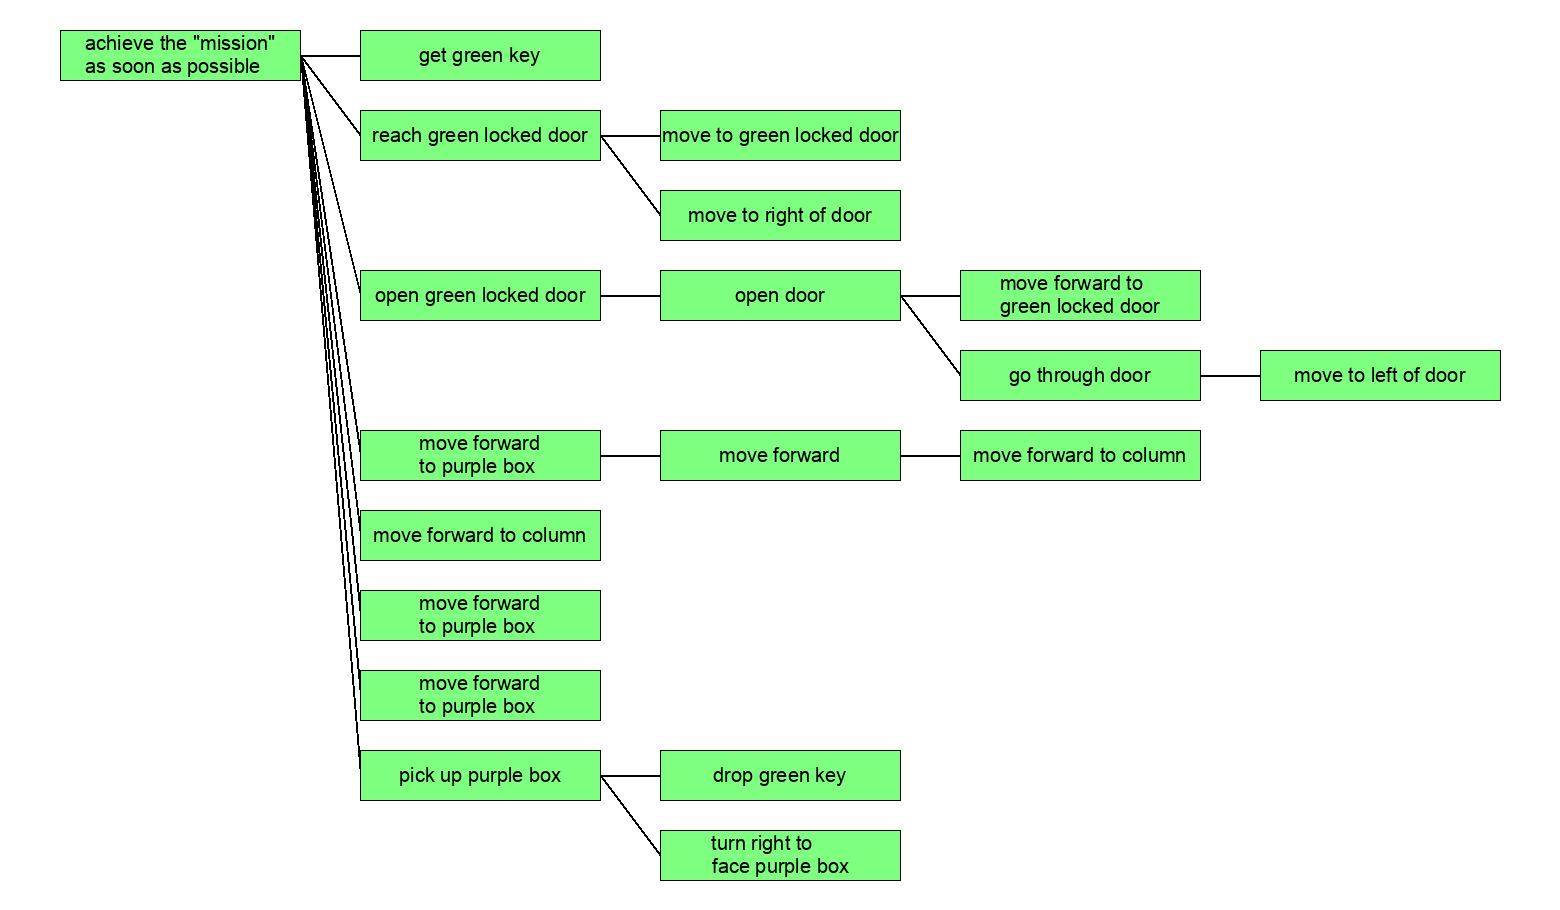 achieve the "mission"
as soon as possible
get green key
reach green locked door
move to green locked door
move to right of door
open green locked door
open door
move forward to
green locked door
go through door
move to left of door
move forward
to purple box
move forward
move forward to column
move forward to column
move forward
to purple box
move forward
to purple box
pick up purple box
drop green key
turn right to
face purple box